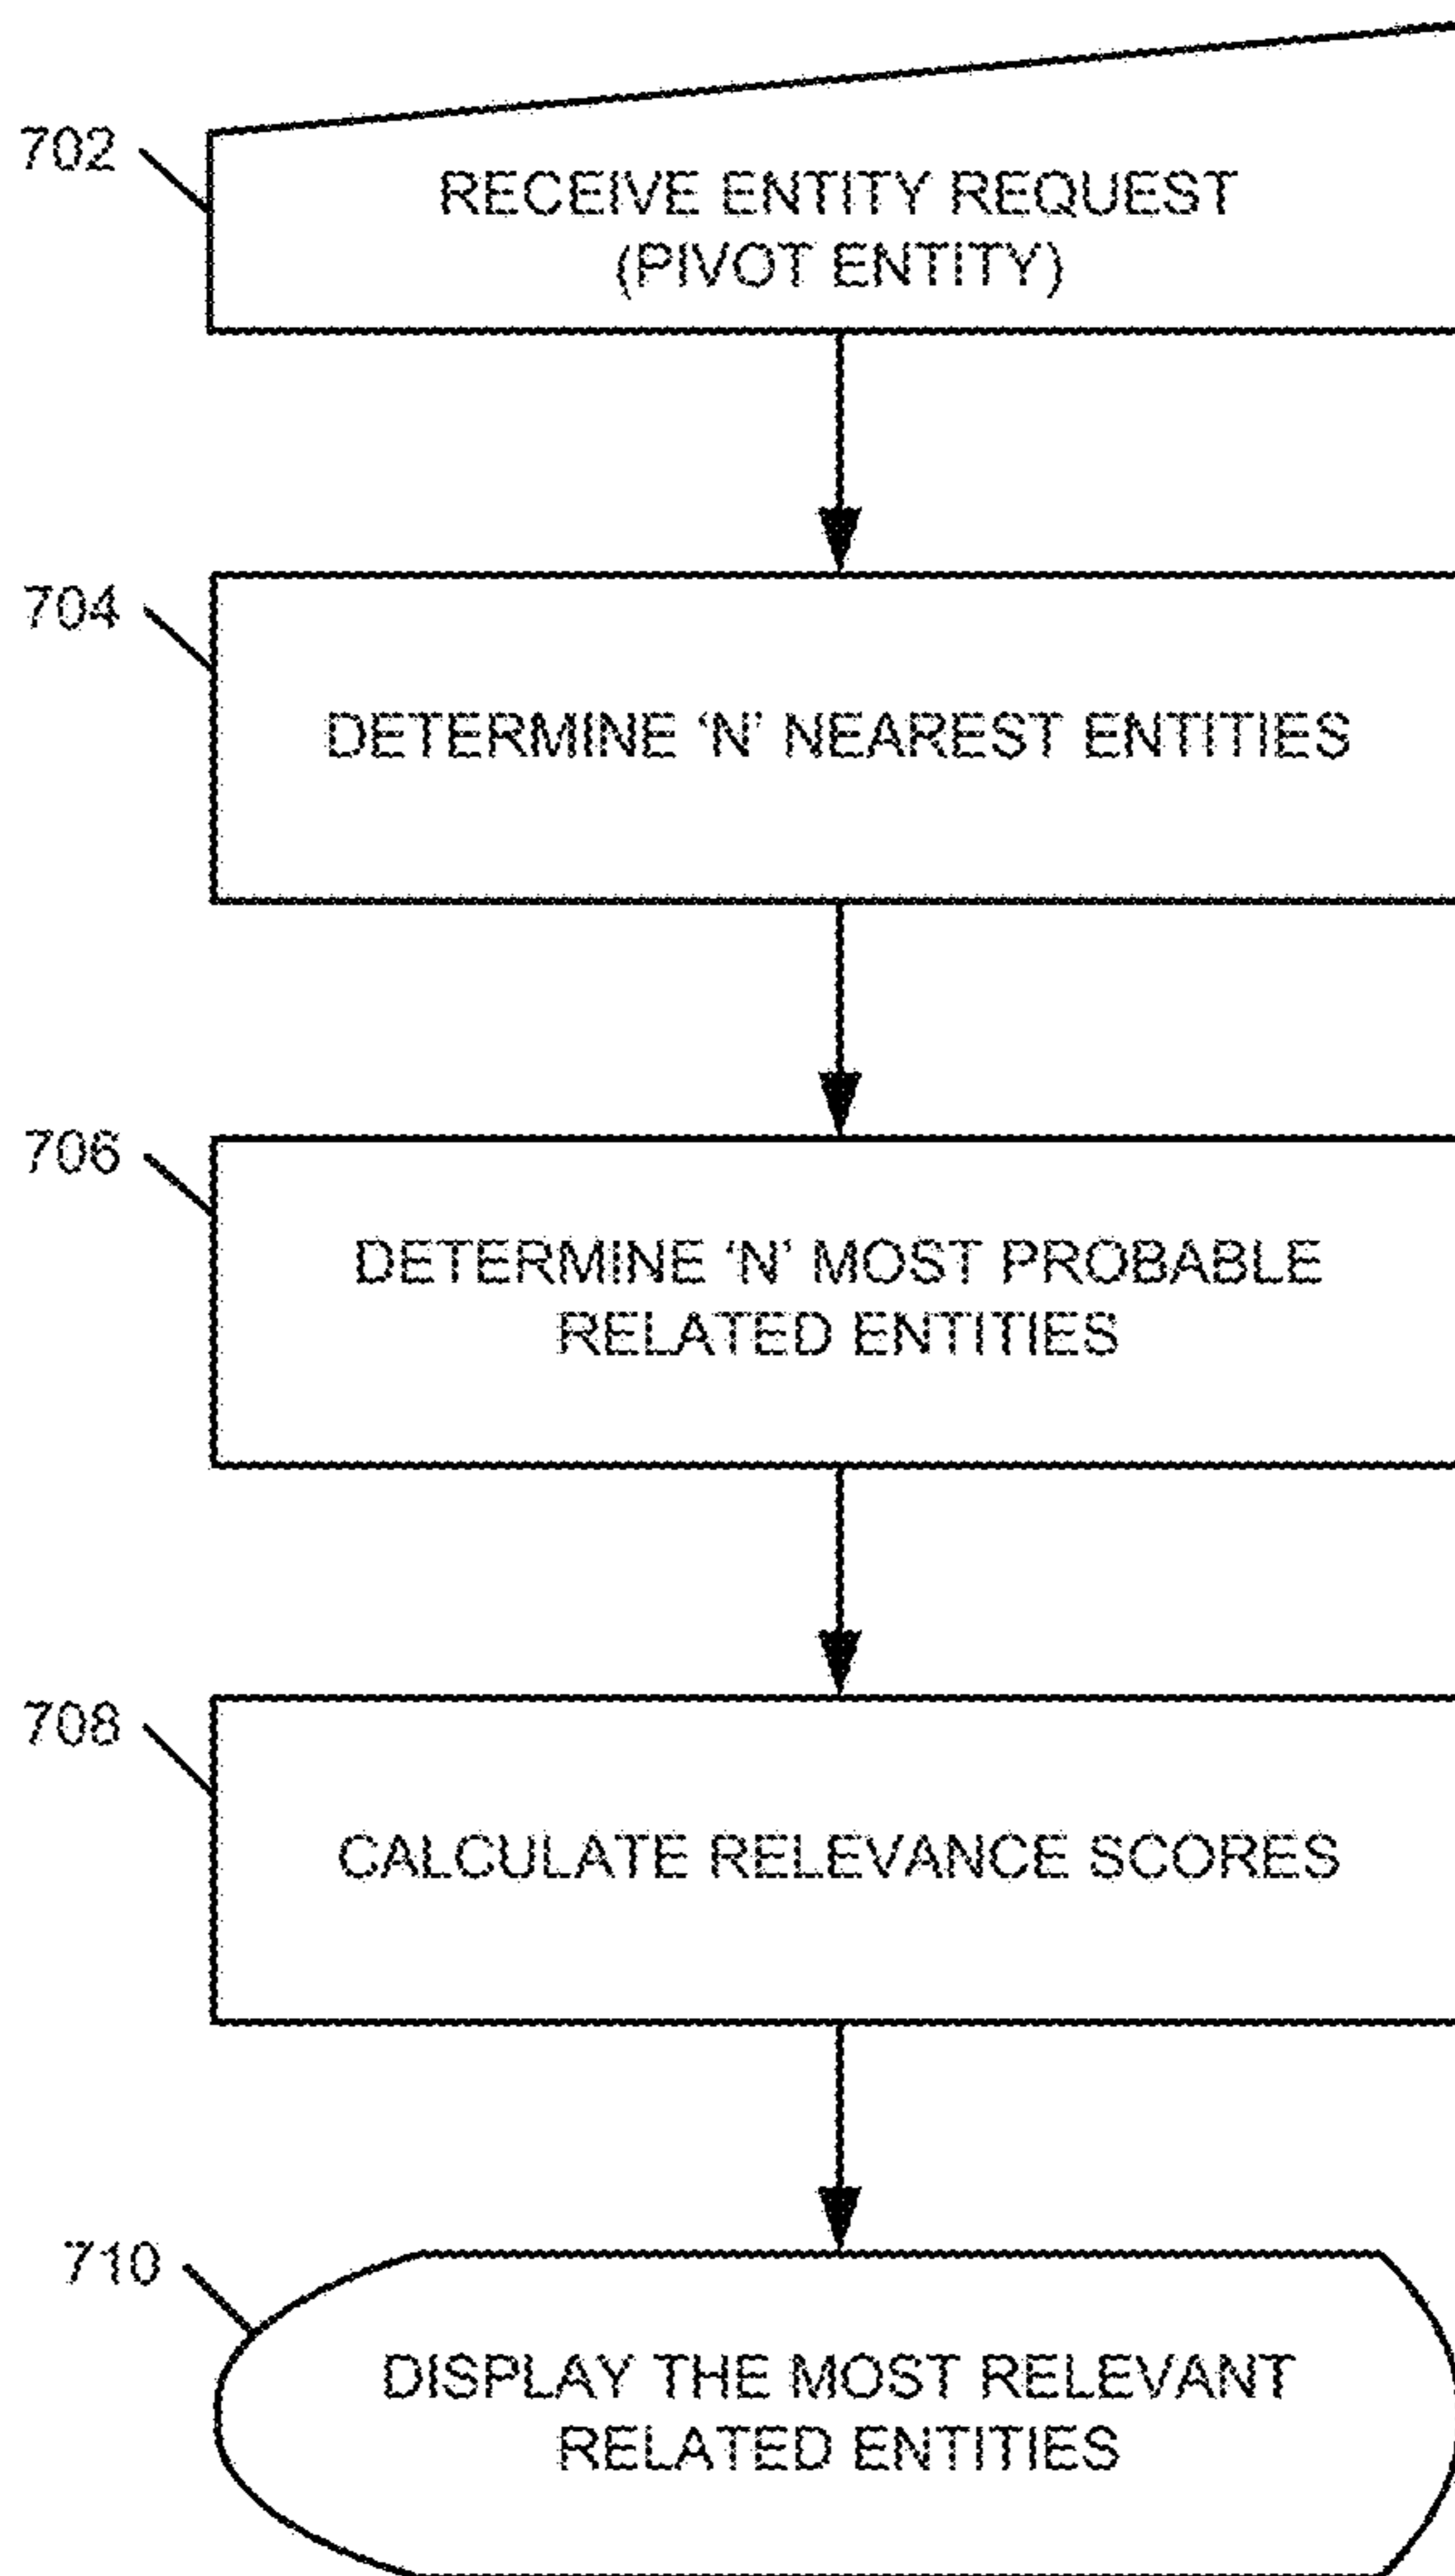 702
RECEIVE ENTITY REQUEST
(PIVOT ENTITY)
704
DETERMINE ‘N’ NEAREST ENTITIES
706
DETERMINE ‘N’ MOST PROBABLE
RELATED ENTITIES
708
CALCULATE RELEVANCE SCORES
710
DISPLAY THE MOST RELEVANT
RELATED ENTITIES